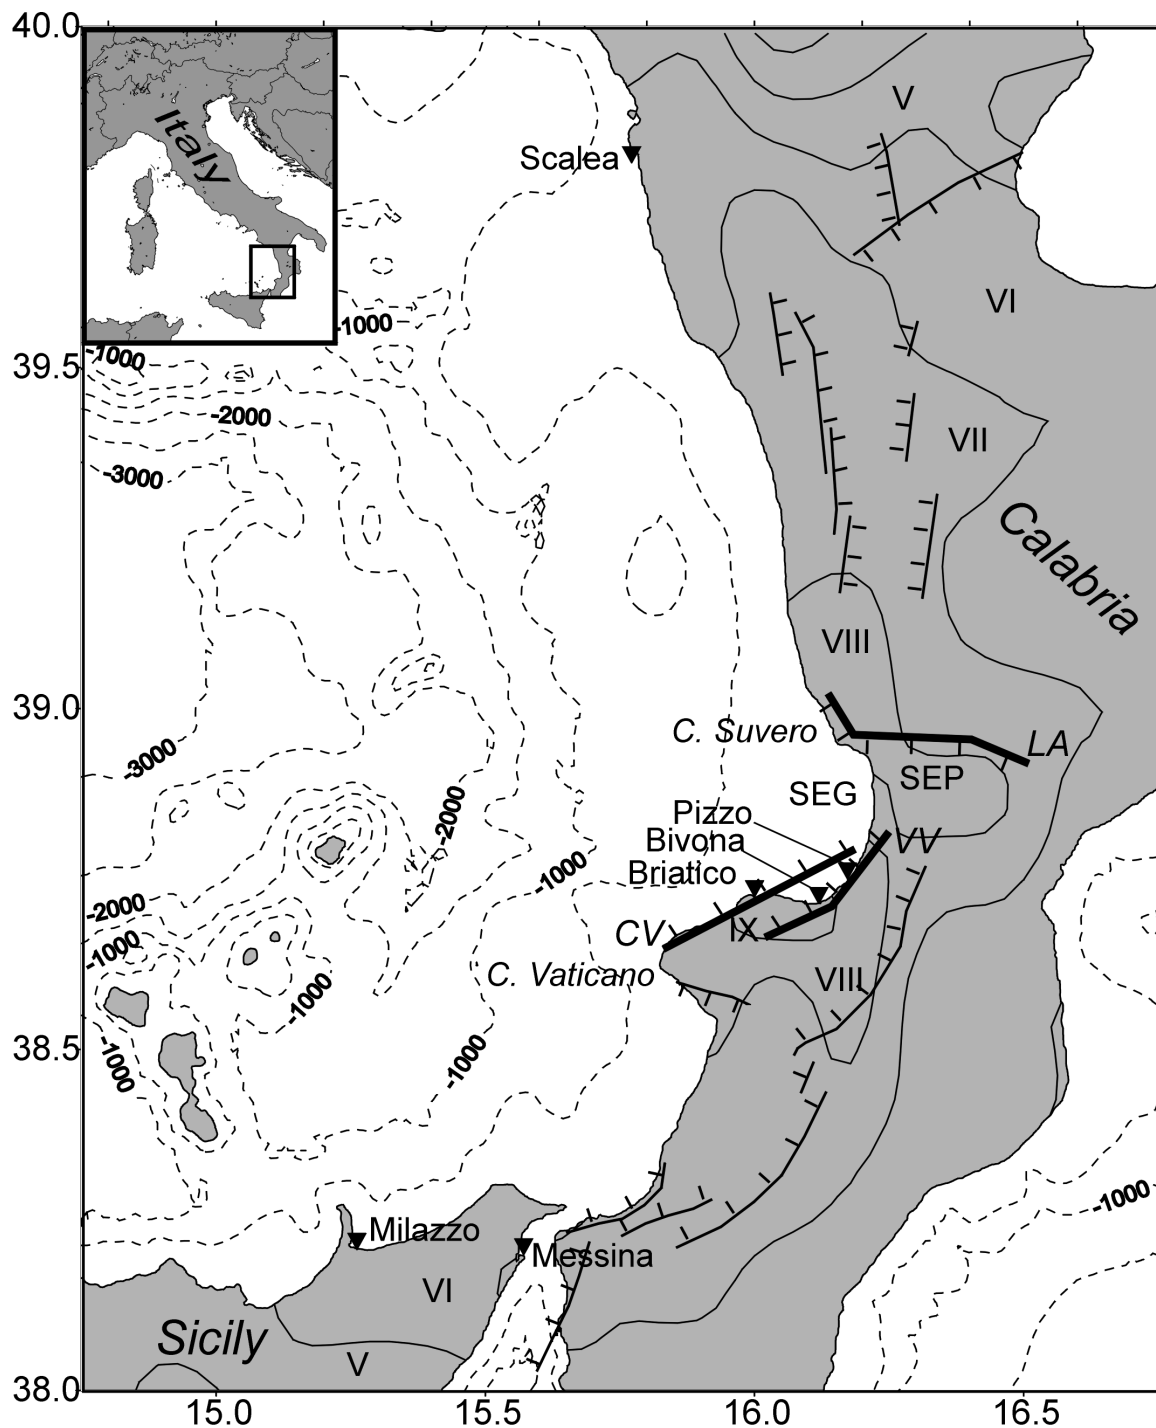 40.0
Italy
V
Scalea
VI
-1000
-1000
39.5
-2000
VII
-3000
Calabria
VIII
39.0
C. Suvero
LA
-3000
SEP
SEG
-2000
Pizzo
Bivona
VV
Briatico
-1000
-2000
CV
IX
-1000
C. Vaticano
VIII
-1000
38.5
-1000
-1000
-1000
Milazzo
Messina
VI
Sicily
V
38.0
15.0
15.5
16.0
16.5